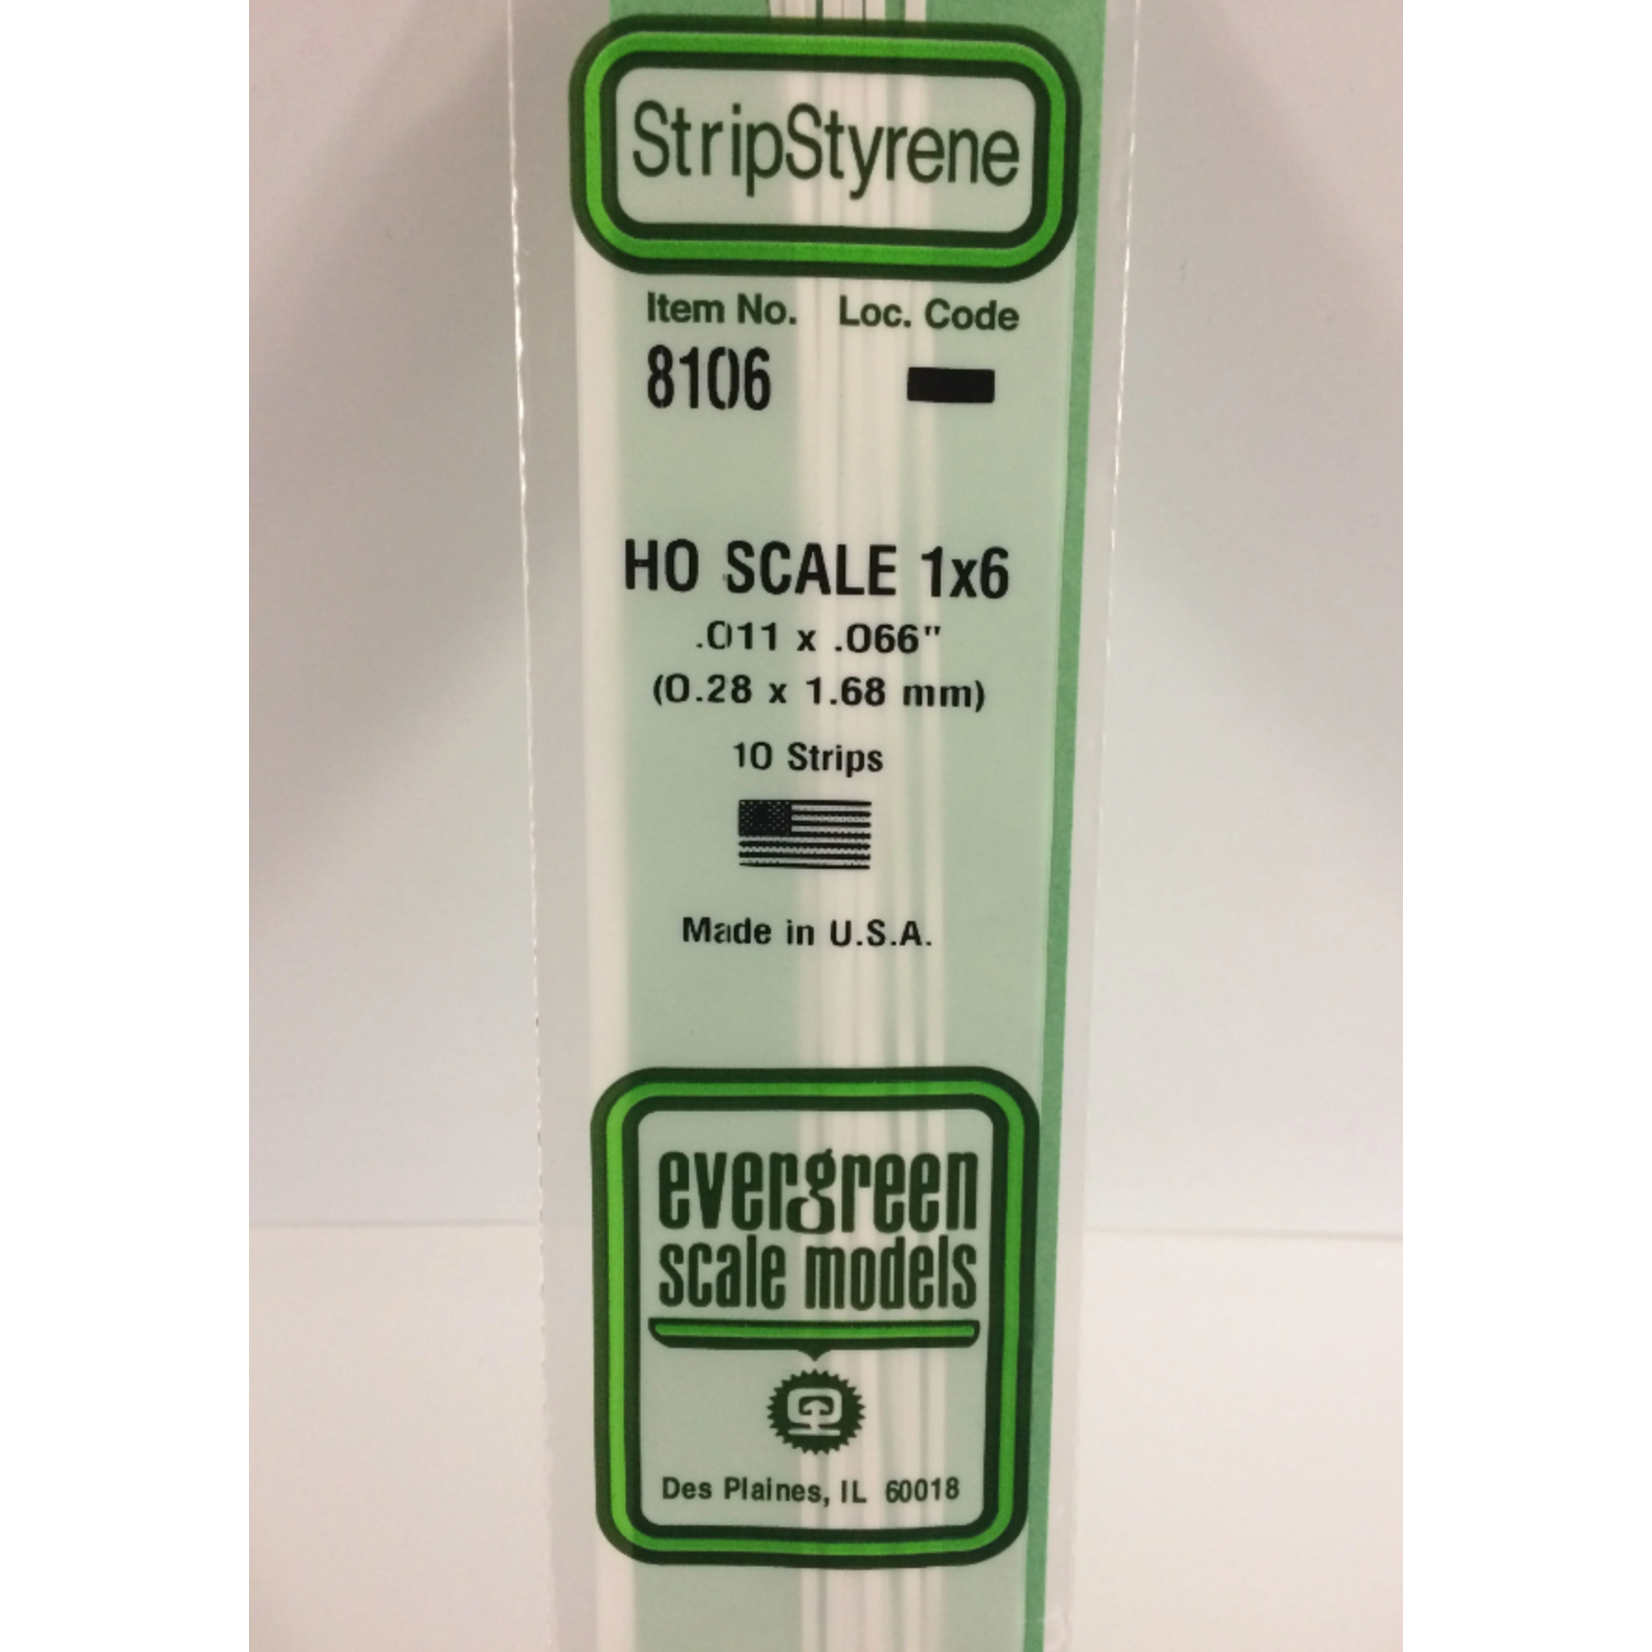 StripStyrene
Item No. Loc. Code
8106
HO SCALE 1x6
.011 x .066"
(0.28 x 1.68 mm)
10 Strips
Made in U.S.A.
evergreen
scale models
Des Plaines, IL 60018